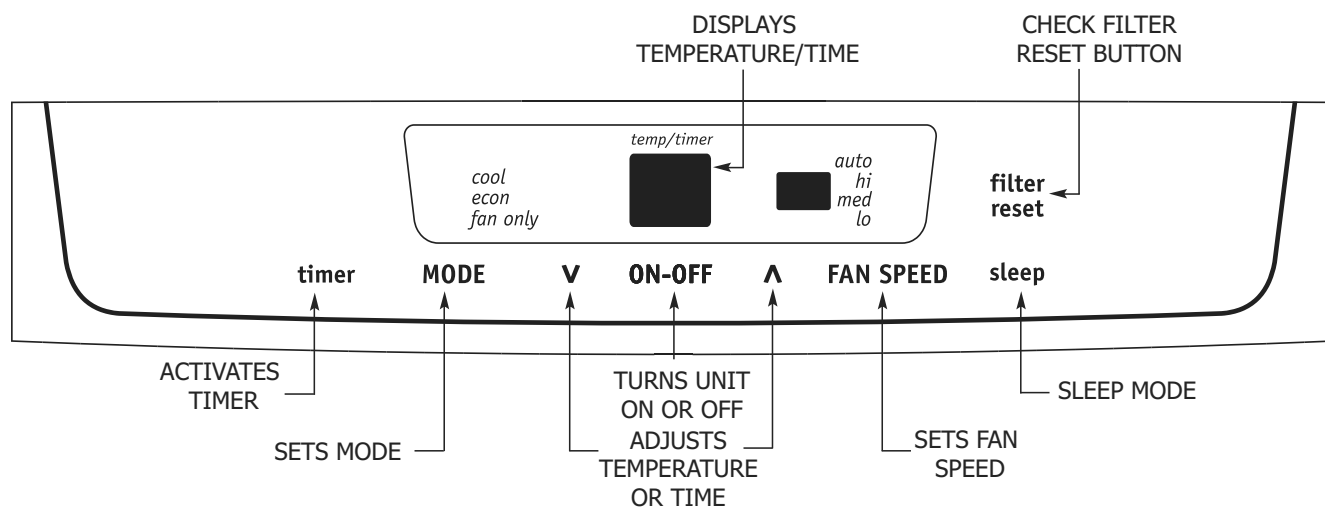 DISPLAYS
TEMPERATURE/TIME
CHECK FILTER
RESET BUTTON
temp/timer
cool
econ
fan only
auto
hi
med
lo
filter
reset
timer
MODE
V
ON-OFF
Λ
FAN SPEED
sleep
ACTIVATES
TIMER
SETS MODE
TURNS UNIT
ON OR OFF
ADJUSTS
TEMPERATURE
OR TIME
SETS FAN
SPEED
SLEEP MODE